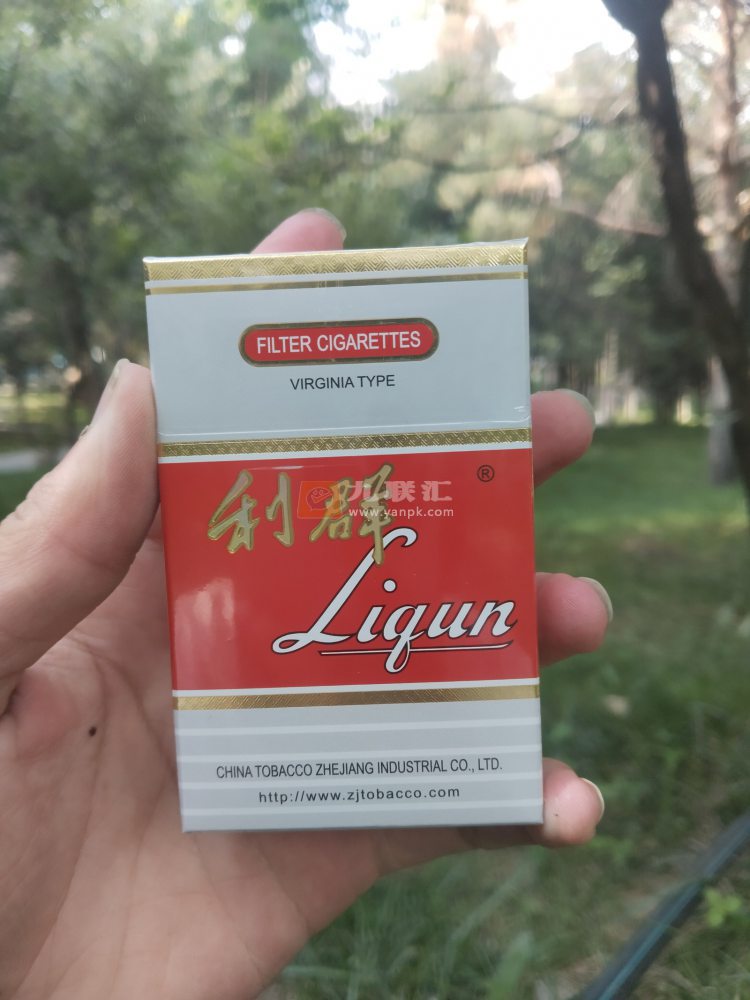 FILTER CIGARETTES
VIRGINIA TYPE
利群
®
九联汇
www.yanpk.com
Liqun
CHINA TOBACCO ZHEJIANG INDUSTRIAL CO., LTD.
http://www.zjtobacco.com